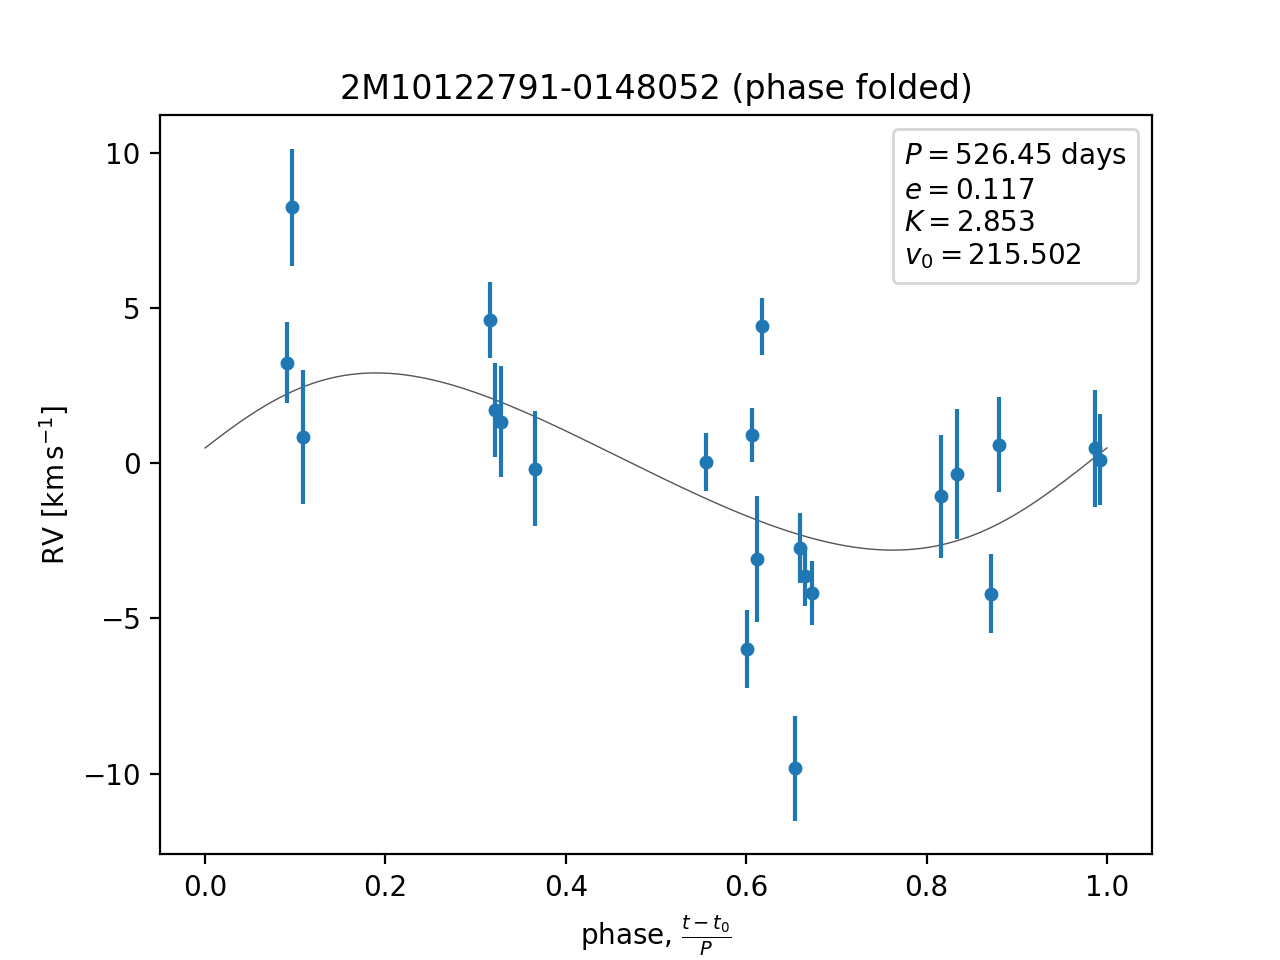 2M10122791-0148052 (phase folded)
P = 526.45 days
e = 0.117
K = 2.853
v₀ = 215.502
10
5
0
−5
−10
RV [km s⁻¹]
0.0 0.2 0.4 0.6 0.8 1.0
phase, (t − t₀)/P